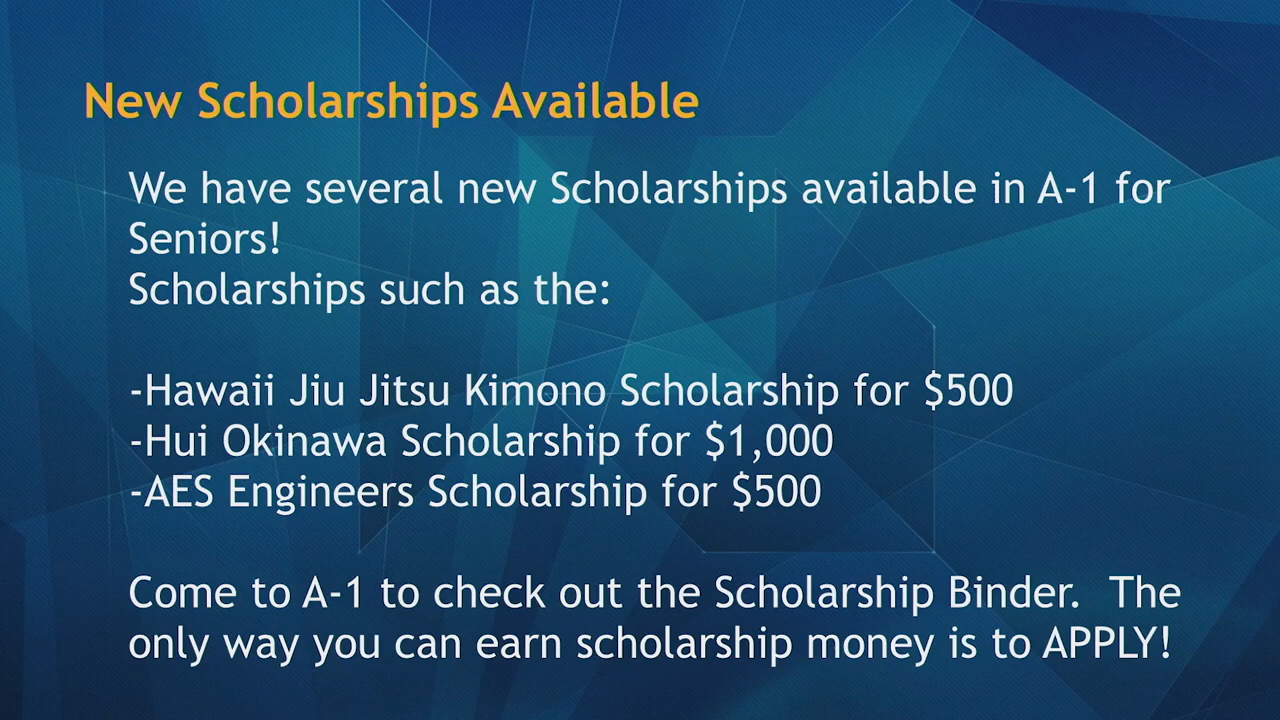 New Scholarships Available
We have several new Scholarships available in A-1 for
Seniors!
Scholarships such as the:
-Hawaii Jiu Jitsu Kimono Scholarship for $500
-Hui Okinawa Scholarship for $1,000
-AES Engineers Scholarship for $500
Come to A-1 to check out the Scholarship Binder.  The
only way you can earn scholarship money is to APPLY!